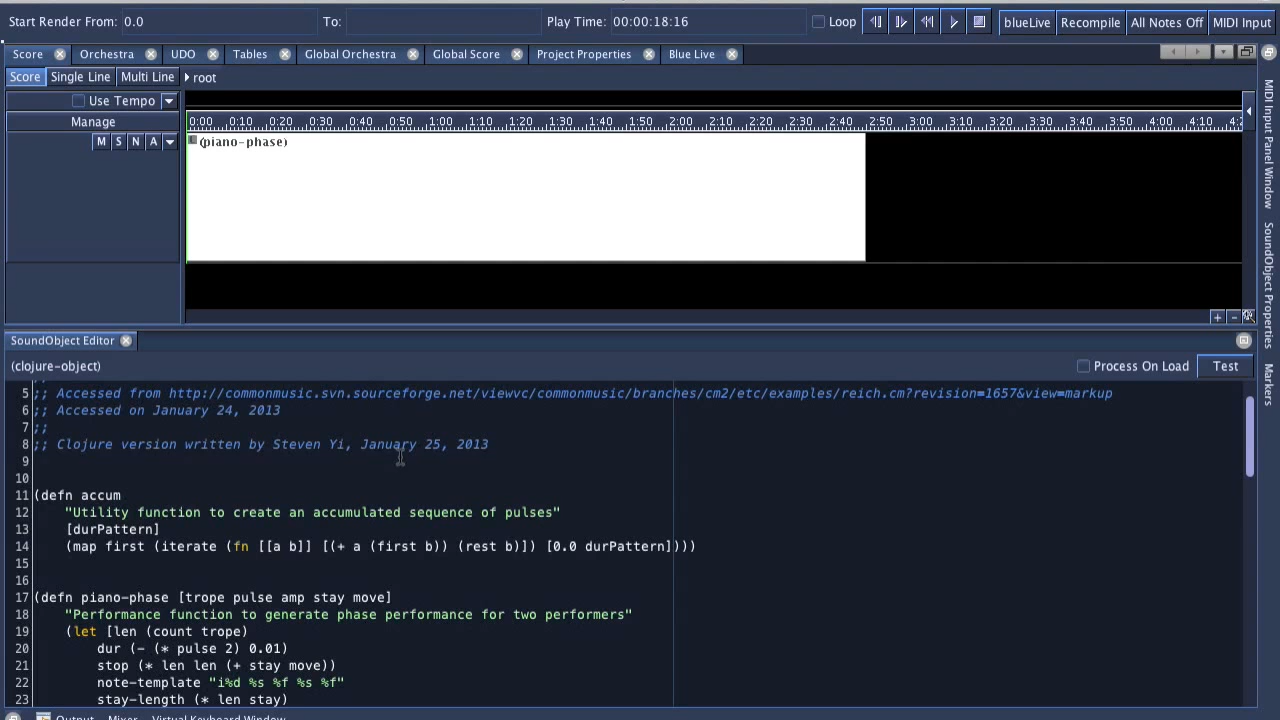 Start Render From: 0.0 To: Play Time: 00:00:18:16 Loop blueLive Recompile All Notes Off MIDI Input
Score Orchestra UDO Tables Global Orchestra Global Score Project Properties Blue Live
Score Single Line Multi Line root
Use Tempo
Manage 0:00 0:10 0:20 0:30 0:40 0:50 1:00 1:10 1:20 1:30 1:40 1:50 2:00 2:10 2:20 2:30 2:40 2:50 3:00 3:10 3:20 3:30 3:40 3:50 4:00 4:10
M S N A (piano-phase)
MIDI Input Panel Window
SoundObject Properties
Markers
SoundObject Editor
(clojure-object) Process On Load Test
5 ;; Accessed from http://commonmusic.svn.sourceforge.net/viewvc/commonmusic/branches/cm2/etc/examples/reich.cm?revision=1657&view=markup
6 ;; Accessed on January 24, 2013
7 ;;
8 ;; Clojure version written by Steven Yi, January 25, 2013
9
10
11 (defn accum
12 "Utility function to create an accumulated sequence of pulses"
13 [durPattern]
14 (map first (iterate (fn [[a b]] [(+ a (first b)) (rest b)]) [0.0 durPattern])))
15
16
17 (defn piano-phase [trope pulse amp stay move]
18 "Performance function to generate phase performance for two performers"
19 (let [len (count trope)
20 dur (- (* pulse 2) 0.01)
21 stop (* len len (+ stay move))
22 note-template "i%d %s %f %s %f"
23 stay-length (* len stay)
Output Mixer Virtual Keyboard Window